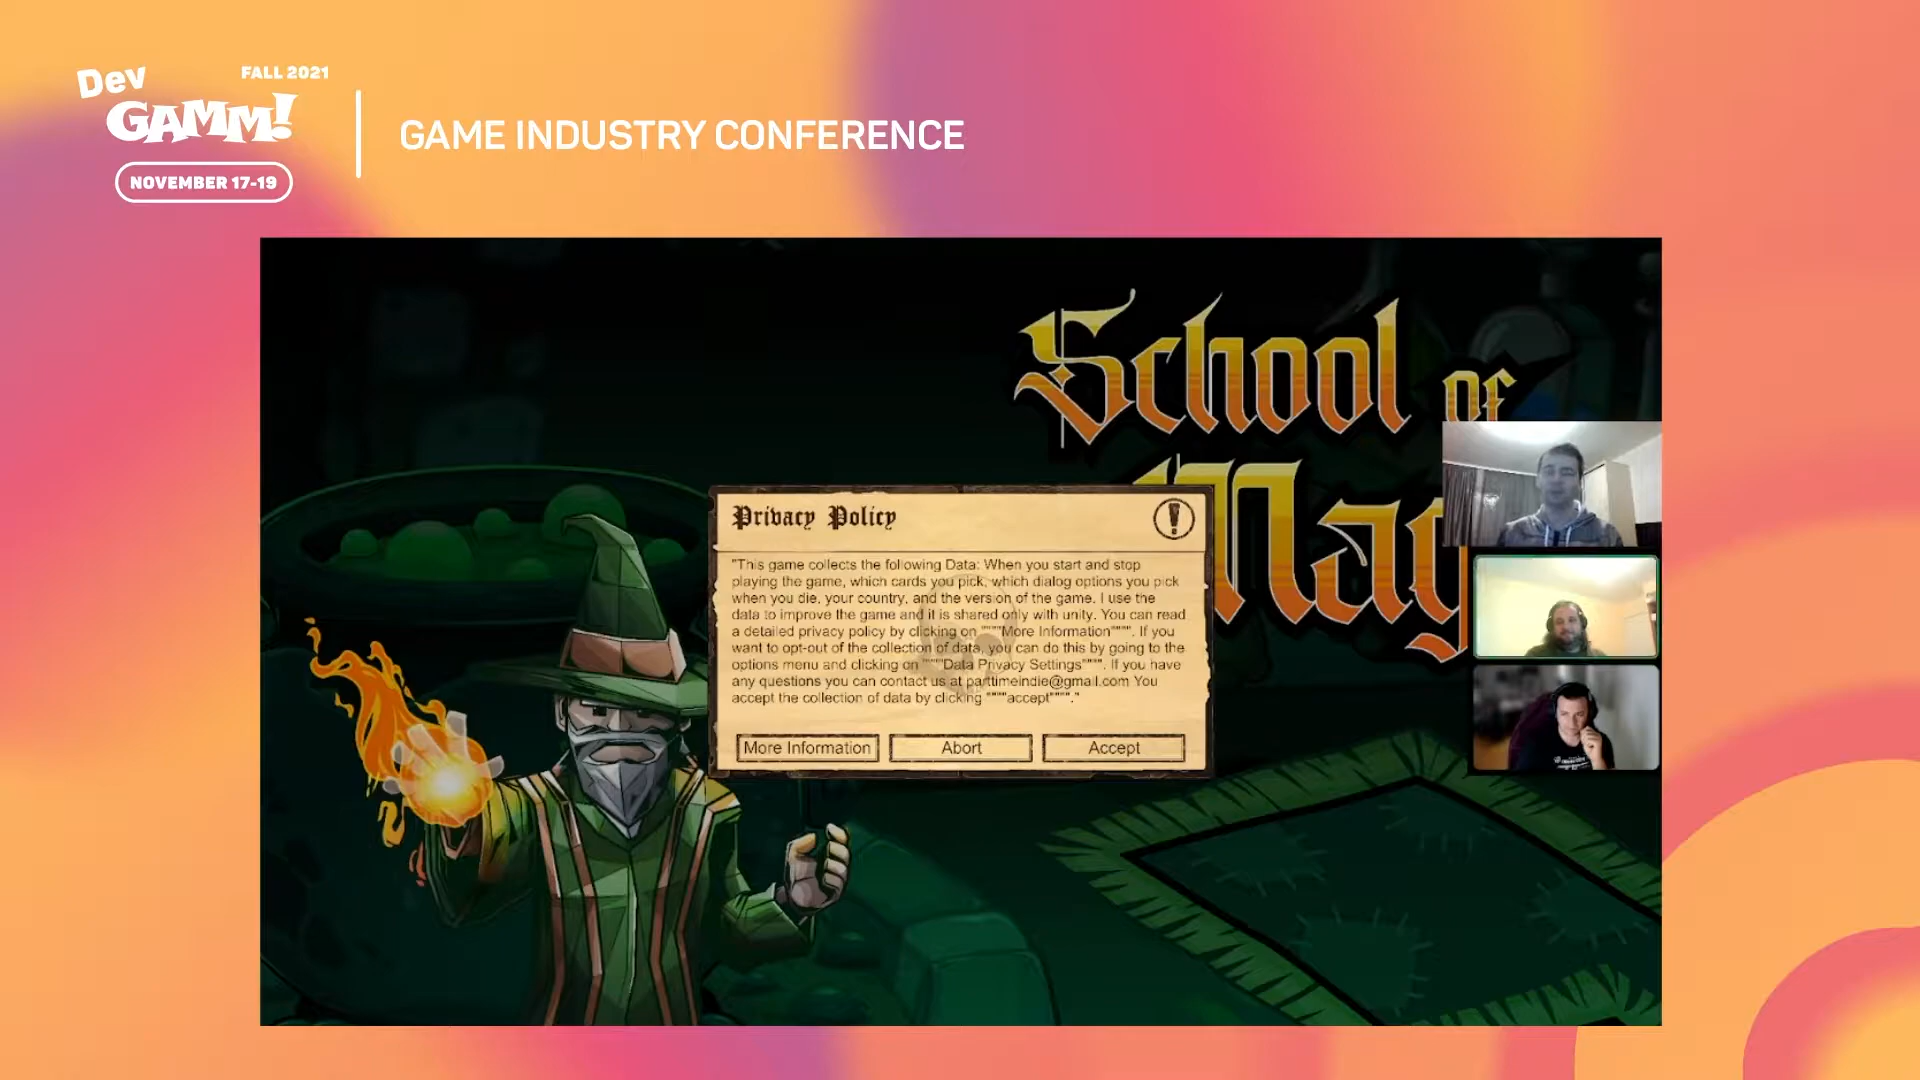 Dev
FALL 2021
GAMM!
NOVEMBER 17-19
GAME INDUSTRY CONFERENCE
School of
Mag
Privacy Policy
"This game collects the following Data: When you start and stop
playing the game, which cards you pick, which dialog options you pick
when you die, your country, and the version of the game. I use the
data to improve the game and it is shared only with unity. You can read
a detailed privacy policy by clicking on """"More Information"""". If you
want to opt-out of the collection of data, you can do this by going to the
options menu and clicking on """"Data Privacy Settings"""". If you have
any questions you can contact us at parttimeindie@gmail.com You
accept the collection of data by clicking """"accept""""."
More Information
Abort
Accept